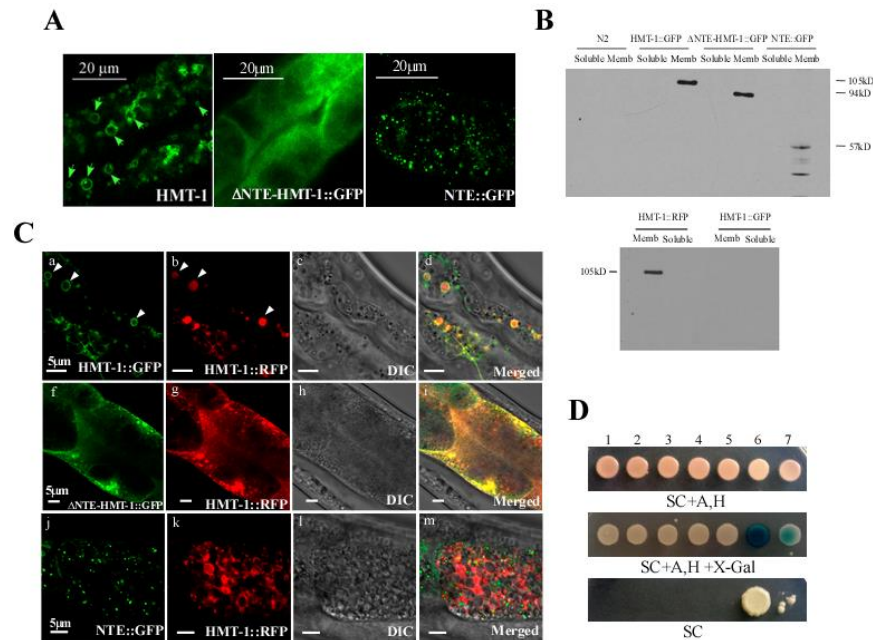 A
20 μm
20μm
20μm
HMT-1
ΔNTE-HMT-1::GFP
NTE::GFP
B
N2 HMT-1::GFP ΔNTE-HMT-1::GFP NTE::GFP
Soluble Memb Soluble Memb Soluble Memb Soluble Memb
105kD
94kD
57kD
HMT-1::RFP HMT-1::GFP
Memb Soluble Memb Soluble
105kD
C
a b c d
5μm
HMT-1::GFP HMT-1::RFP DIC Merged
f g h i
5μm
ΔNTE-HMT-1::GFP HMT-1::RFP DIC Merged
j k l m
5μm
NTE::GFP HMT-1::RFP DIC Merged
D
1 2 3 4 5 6 7
SC+A,H
SC+A,H +X-Gal
SC